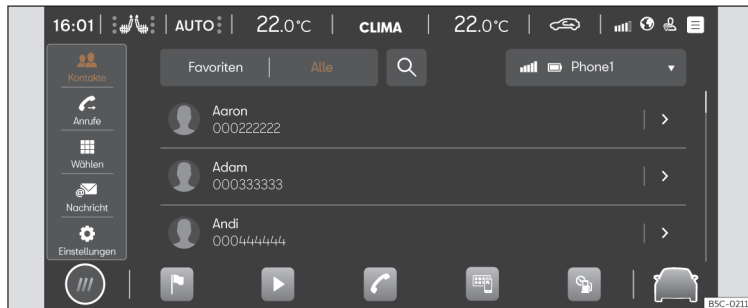 16:01 AUTO 22.0°C CLIMA 22.0°C
Kontakte
Anrufe
Wählen
Nachricht
Einstellungen
Favoriten Alle Phone1
Aaron
000222222
Adam
000333333
Andi
000444444
B5C-0211